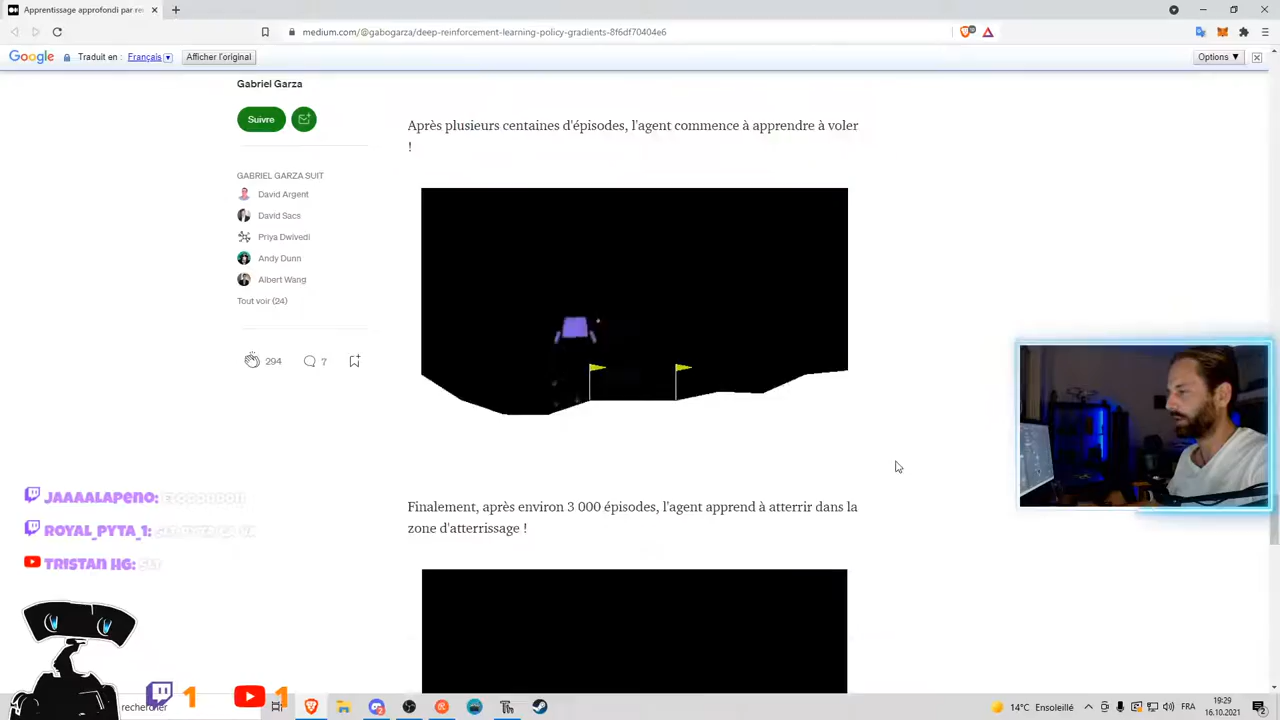 Apprentissage approfondi par re
medium.com/@gabogarza/deep-reinforcement-learning-policy-gradients-8f6df70404e6
Google Traduit en : Français Afficher l'original Options ▼
Gabriel Garza
Suivre
GABRIEL GARZA SUIT
David Argent
David Sacs
Priya Dwivedi
Andy Dunn
Albert Wang
Tout voir (24)
294 7
Après plusieurs centaines d'épisodes, l'agent commence à apprendre à voler
!
Finalement, après environ 3 000 épisodes, l'agent apprend à atterrir dans la
zone d'atterrissage !
JAAAALAPENO:
ROYAL_PYTA_1:
TRISTAN HG: SLT
1 1
rechercher
14°C Ensoleillé
19:29
16.10.2021